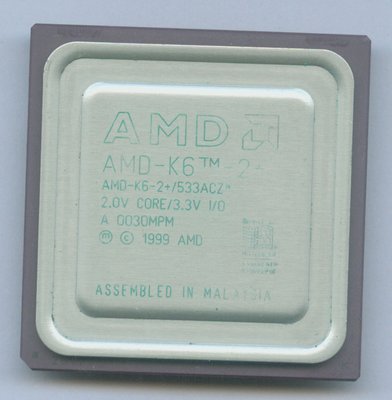 AMD
AMD-K6™-2+
AMD-K6-2+/533ACZ
2.0V CORE/3.3V I/O
A 0030MPM
Ⓜ © 1999 AMD
ASSEMBLED IN MALAYSIA